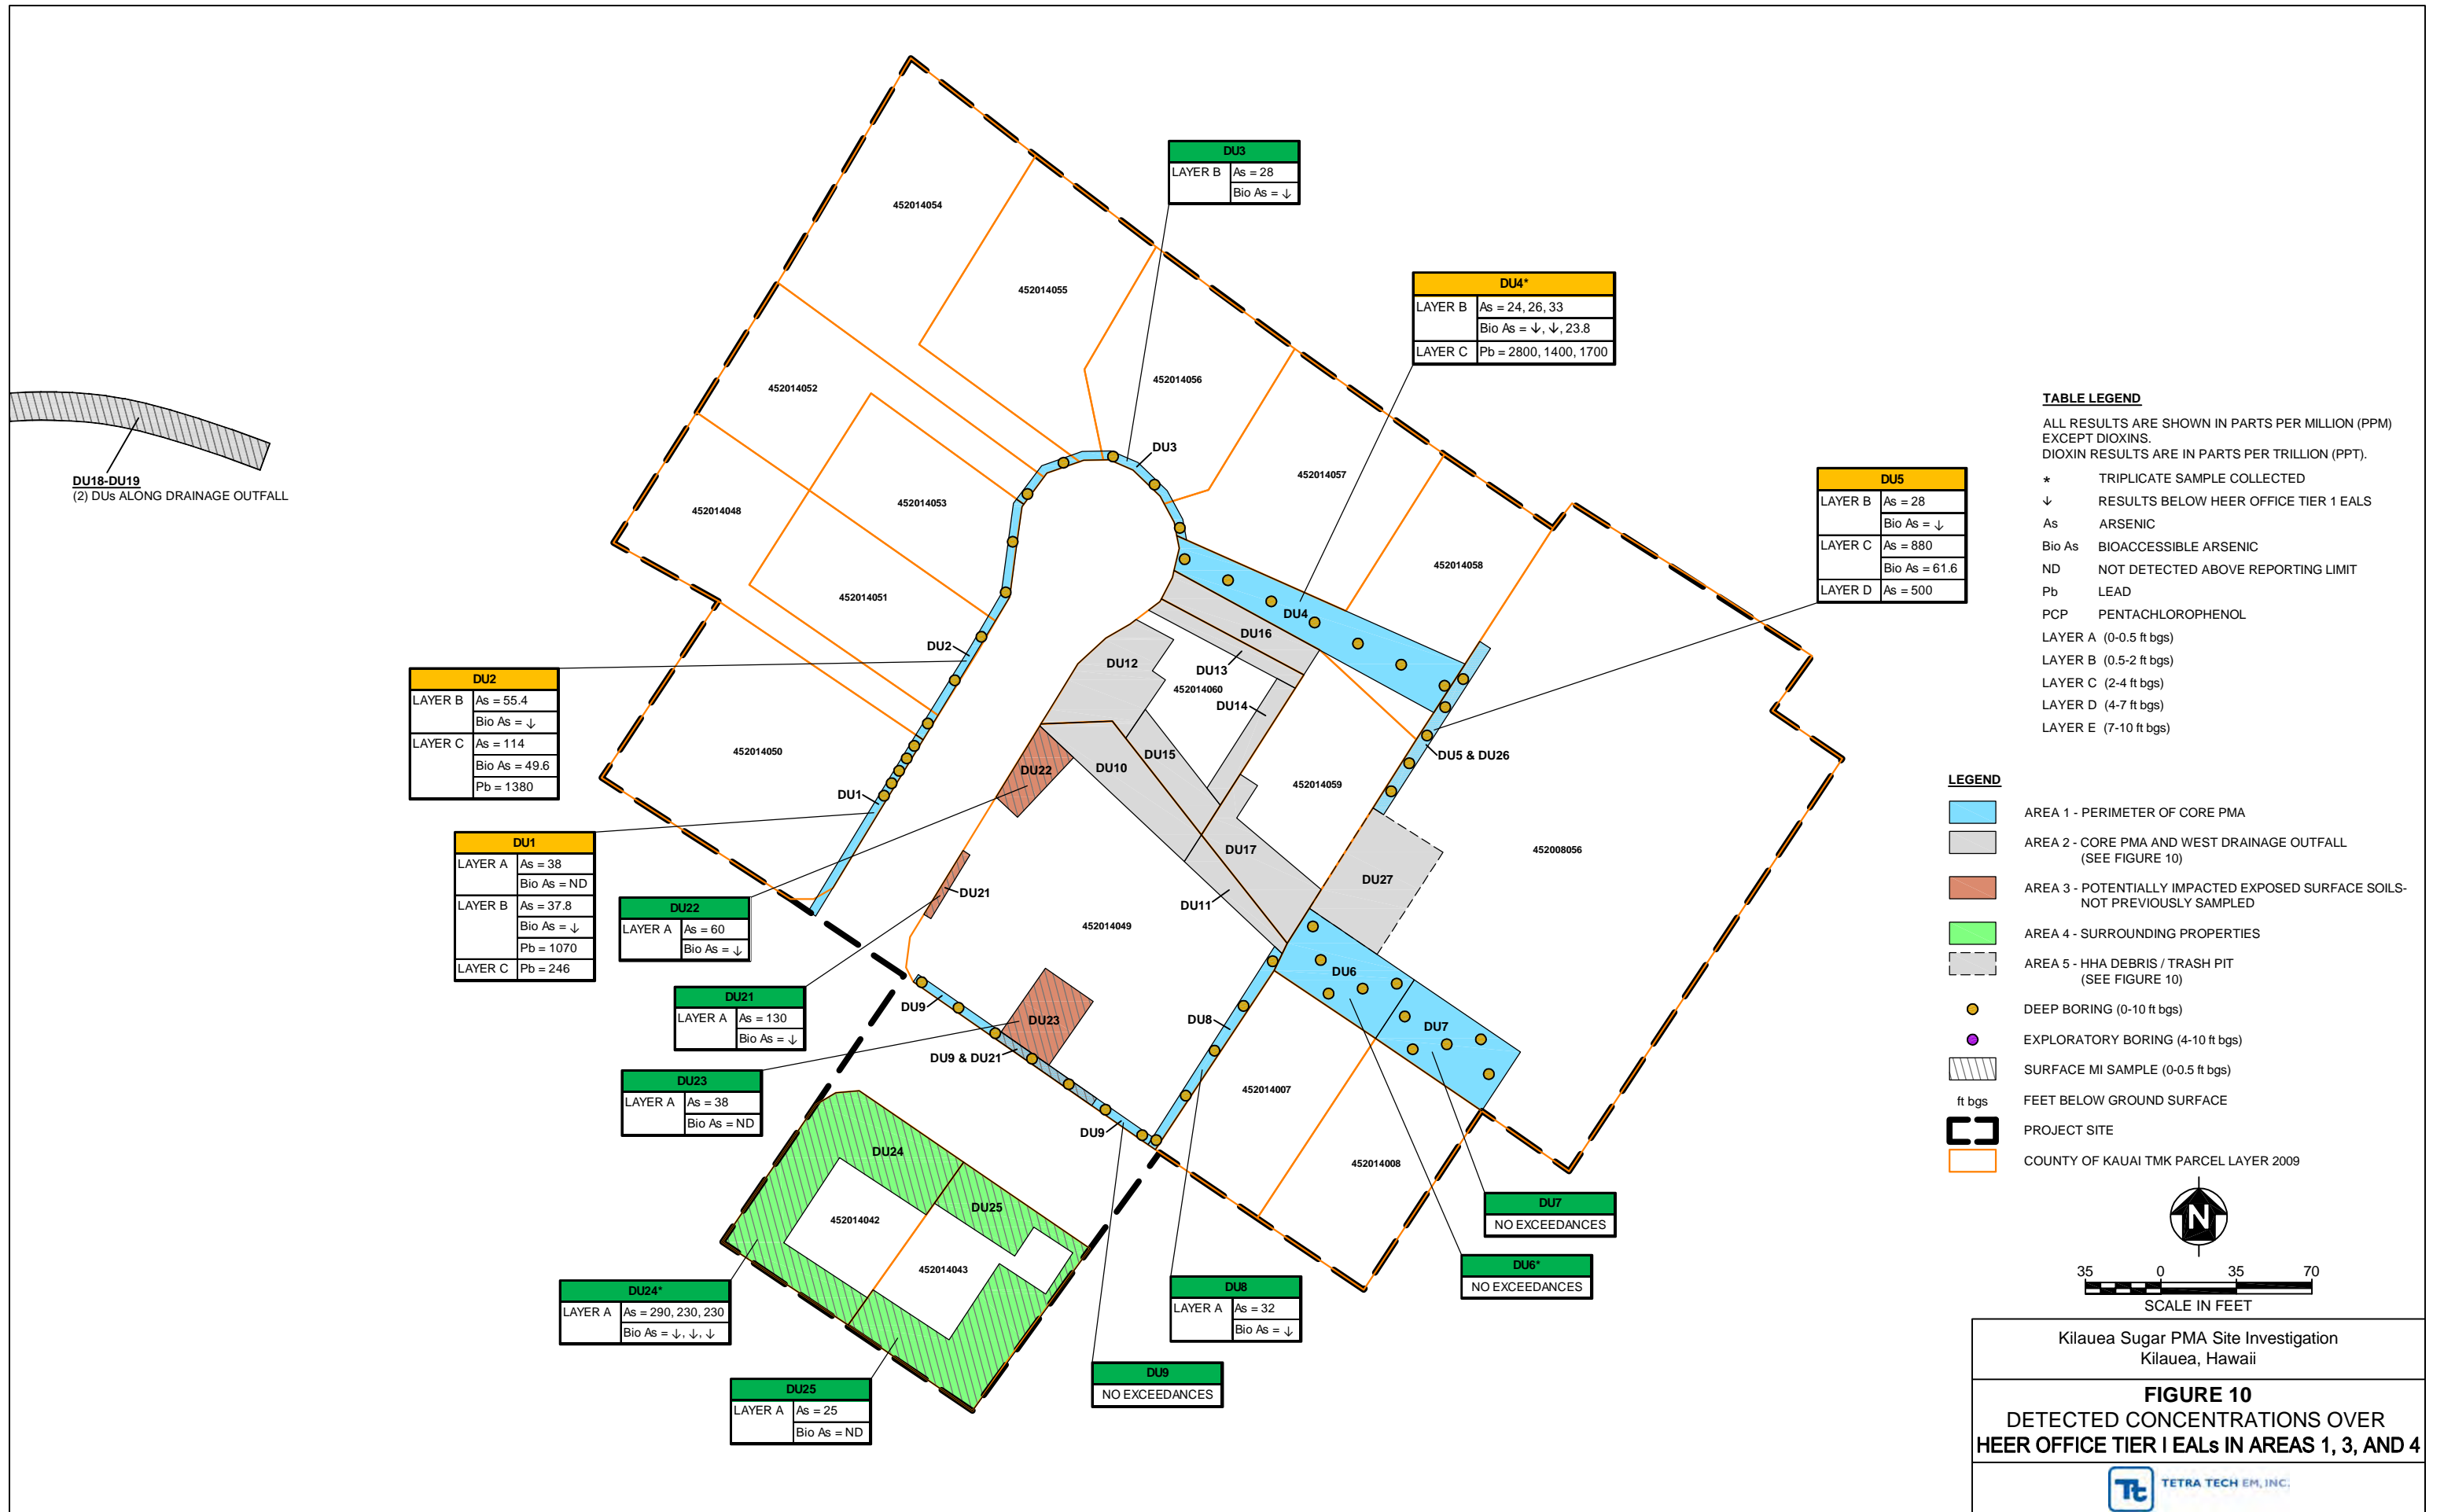 DU3
LAYER B As = 28
Bio As = ↓
DU4*
LAYER B As = 24, 26, 33
Bio As = ↓, ↓, 23.8
LAYER C Pb = 2800, 1400, 1700
DU5
LAYER B As = 28
Bio As = ↓
LAYER C As = 880
Bio As = 61.6
LAYER D As = 500
DU2
LAYER B As = 55.4
Bio As = ↓
LAYER C As = 114
Bio As = 49.6
Pb = 1380
DU1
LAYER A As = 38
Bio As = ND
LAYER B As = 37.8
Bio As = ↓
Pb = 1070
LAYER C Pb = 246
DU22
LAYER A As = 60
Bio As = ↓
DU21
LAYER A As = 130
Bio As = ↓
DU23
LAYER A As = 38
Bio As = ND
DU24*
LAYER A As = 290, 230, 230
Bio As = ↓, ↓, ↓
DU25
LAYER A As = 25
Bio As = ND
DU9
NO EXCEEDANCES
DU8
LAYER A As = 32
Bio As = ↓
DU6*
NO EXCEEDANCES
DU7
NO EXCEEDANCES
DU18-DU19
(2) DUs ALONG DRAINAGE OUTFALL
452014054
452014055
452014056
452014052
452014057
452014053
452014048
452014058
452014051
452014050
452014060
452014059
452008056
452014049
452014007
452014008
452014042
452014043
DU3
DU4
DU16
DU2
DU12
DU13
DU14
DU5 & DU26
DU15
DU10
DU22
DU1
DU17
DU27
DU21
DU11
DU6
DU9
DU23
DU8
DU7
DU9 & DU21
DU9
DU24
DU25
TABLE LEGEND
ALL RESULTS ARE SHOWN IN PARTS PER MILLION (PPM)
EXCEPT DIOXINS.
DIOXIN RESULTS ARE IN PARTS PER TRILLION (PPT).
* TRIPLICATE SAMPLE COLLECTED
↓ RESULTS BELOW HEER OFFICE TIER 1 EALS
As ARSENIC
Bio As BIOACCESSIBLE ARSENIC
ND NOT DETECTED ABOVE REPORTING LIMIT
Pb LEAD
PCP PENTACHLOROPHENOL
LAYER A (0-0.5 ft bgs)
LAYER B (0.5-2 ft bgs)
LAYER C (2-4 ft bgs)
LAYER D (4-7 ft bgs)
LAYER E (7-10 ft bgs)
LEGEND
AREA 1 - PERIMETER OF CORE PMA
AREA 2 - CORE PMA AND WEST DRAINAGE OUTFALL
(SEE FIGURE 10)
AREA 3 - POTENTIALLY IMPACTED EXPOSED SURFACE SOILS-
NOT PREVIOUSLY SAMPLED
AREA 4 - SURROUNDING PROPERTIES
AREA 5 - HHA DEBRIS / TRASH PIT
(SEE FIGURE 10)
DEEP BORING (0-10 ft bgs)
EXPLORATORY BORING (4-10 ft bgs)
SURFACE MI SAMPLE (0-0.5 ft bgs)
ft bgs FEET BELOW GROUND SURFACE
PROJECT SITE
COUNTY OF KAUAI TMK PARCEL LAYER 2009
N
35 0 35 70
SCALE IN FEET
Kilauea Sugar PMA Site Investigation
Kilauea, Hawaii
FIGURE 10
DETECTED CONCENTRATIONS OVER
HEER OFFICE TIER I EALs IN AREAS 1, 3, AND 4
Tt TETRA TECH EM, INC.